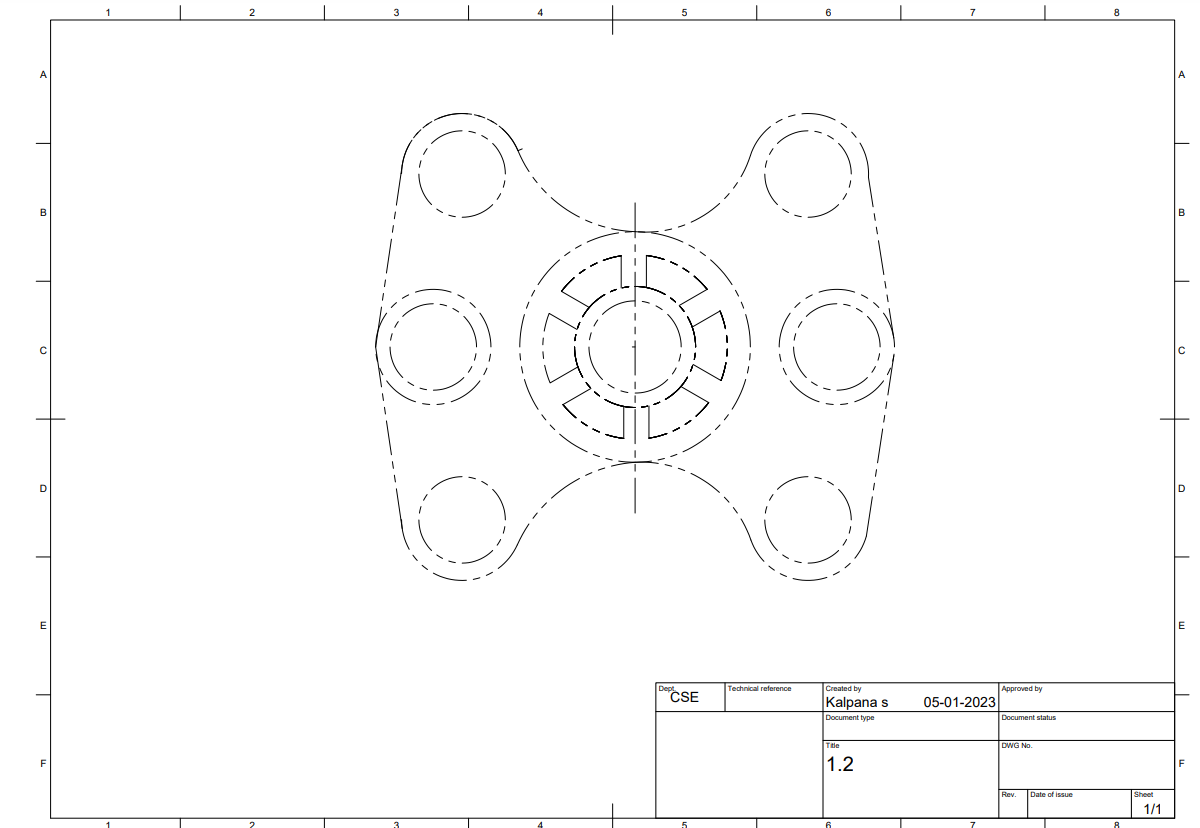 1 2 3 4 5 6 7 8
A A
B B
C C
D D
E E
F F
Dept. Technical reference Created by Approved by
CSE Kalpana s 05-01-2023
Document type Document status
Title DWG No.
1.2
Rev. Date of issue Sheet
1/1
1 2 3 4 5 6 7 8